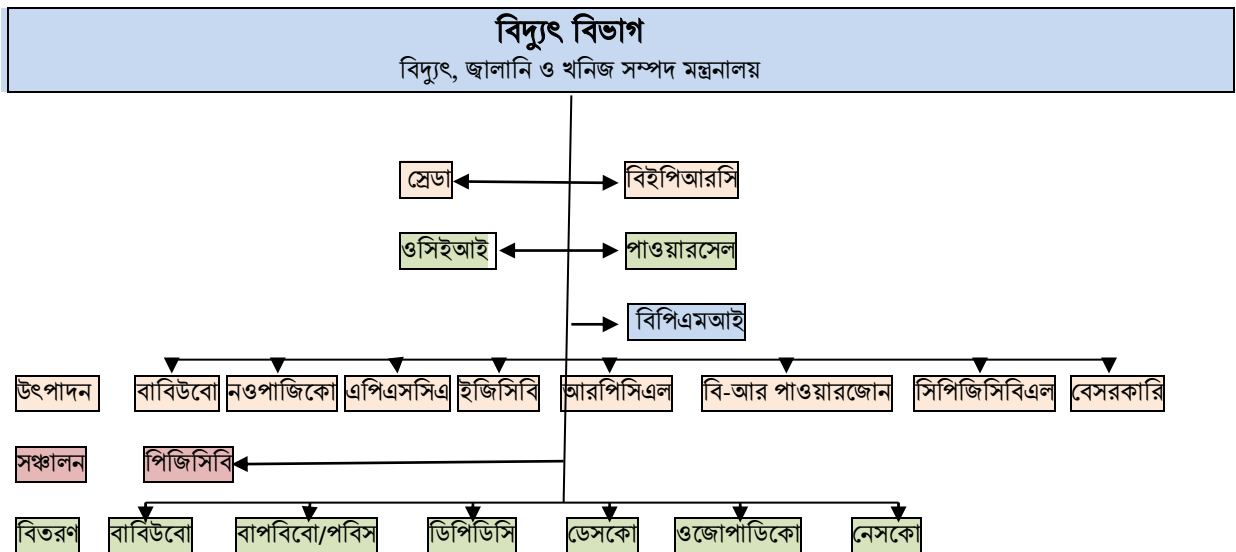 বিদ্যুৎ বিভাগ
বিদ্যুৎ, জ্বালানি ও খনিজ সম্পদ মন্ত্রনালয়
স্রেডা বিইপিআরসি
ওসিইআই পাওয়ারসেল
বিপিএমআই
উৎপাদন বাবিউবো নওপাজিকো এপিএসসিএ ইজিসিবি আরপিসিএল বি-আর পাওয়ারজোন সিপিজিসিবিএল বেসরকারি
সঞ্চালন পিজিসিবি
বিতরণ বাবিউবো বাপবিবো/পবিস ডিপিডিসি ডেসকো ওজোপাডিকো নেসকো